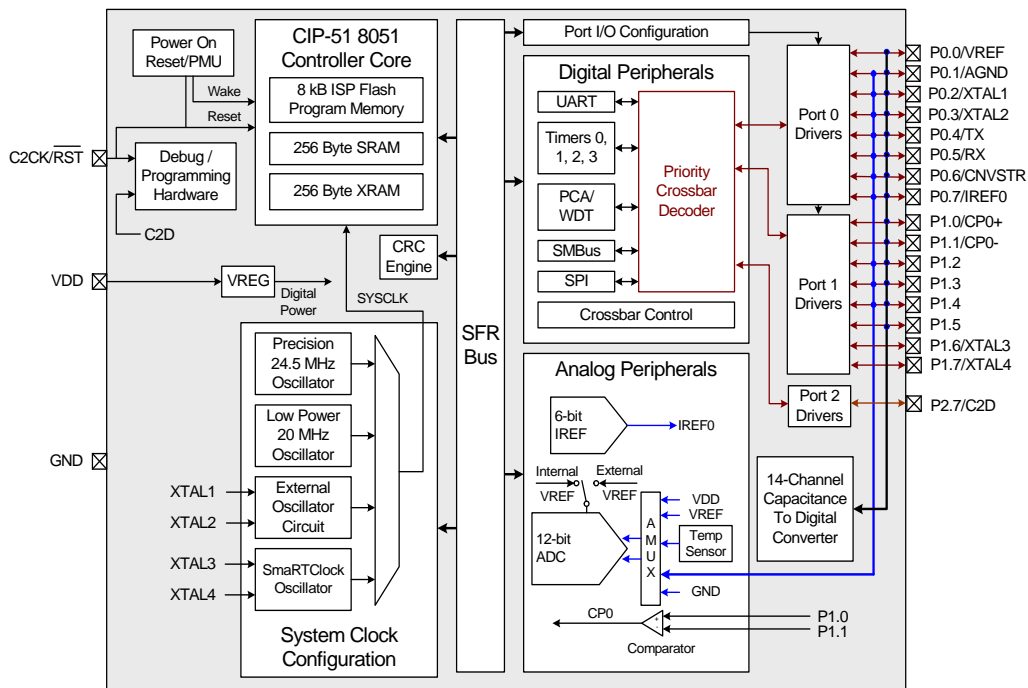 Power On
Reset/PMU
Wake
Reset
C2CK/RST
Debug /
Programming
Hardware
C2D
VDD
VREG
Digital
Power
GND
CIP-51 8051
Controller Core
8 kB ISP Flash
Program Memory
256 Byte SRAM
256 Byte XRAM
CRC
Engine
SYSCLK
Precision
24.5 MHz
Oscillator
Low Power
20 MHz
Oscillator
XTAL1
XTAL2
External
Oscillator
Circuit
XTAL3
XTAL4
SmaRTClock
Oscillator
System Clock
Configuration
SFR
Bus
Port I/O Configuration
Digital Peripherals
UART
Timers 0,
1, 2, 3
PCA/
WDT
SMBus
SPI
Priority
Crossbar
Decoder
Crossbar Control
Analog Peripherals
6-bit
IREF
IREF0
Internal
External
VREF
VREF
12-bit
ADC
A
M
U
X
VDD
VREF
Temp
Sensor
GND
CP0
+
-
Comparator
P1.0
P1.1
Port 0
Drivers
Port 1
Drivers
Port 2
Drivers
14-Channel
Capacitance
To Digital
Converter
P0.0/VREF
P0.1/AGND
P0.2/XTAL1
P0.3/XTAL2
P0.4/TX
P0.5/RX
P0.6/CNV/STR
P0.7/IREF0
P1.0/CP0+
P1.1/CP0-
P1.2
P1.3
P1.4
P1.5
P1.6/XTAL3
P1.7/XTAL4
P2.7/C2D